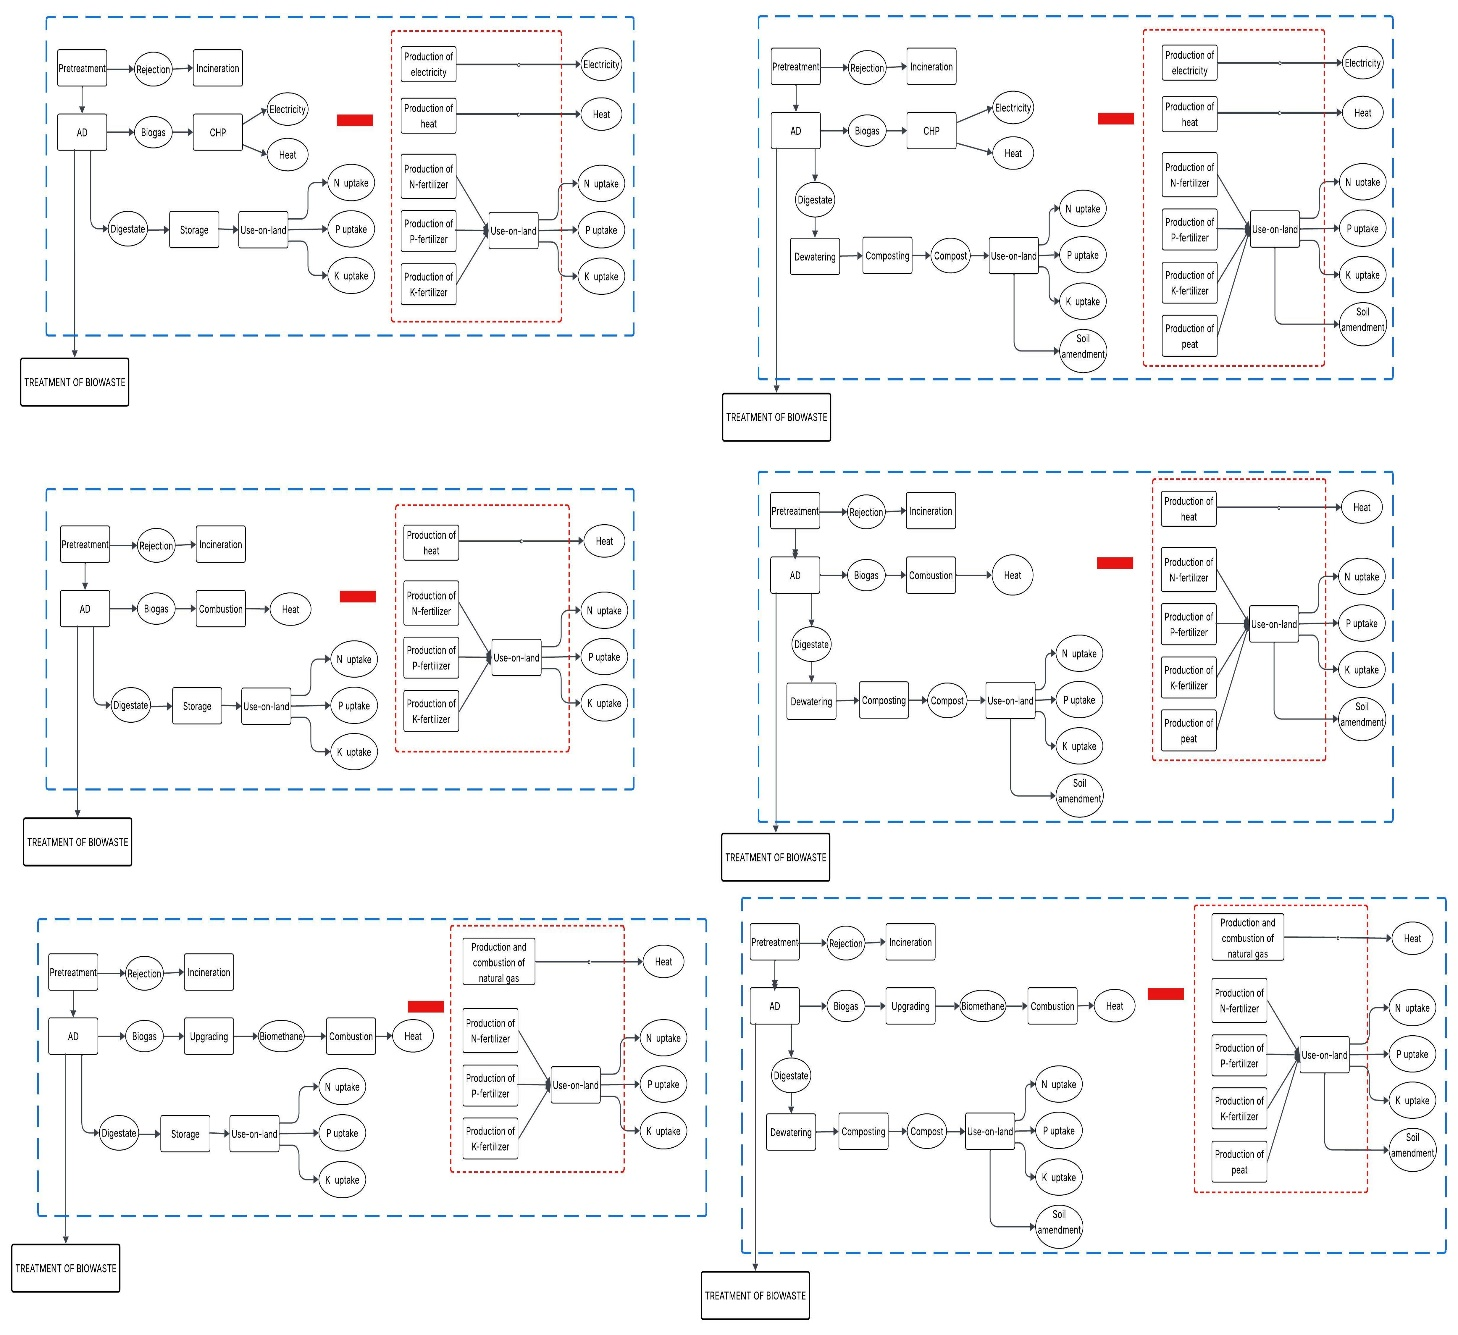 Pretreatment
Rejection
Incineration
AD
Biogas
CHP
Electricity
Heat
Digestate
Storage
Use-on-land
N uptake
P uptake
K uptake
Production of
electricity
Electricity
Production of
heat
Heat
Production of
N-fertilizer
Production of
P-fertilizer
Production of
K-fertilizer
Use-on-land
N uptake
P uptake
K uptake
TREATMENT OF BIOWASTE
Pretreatment
Rejection
Incineration
AD
Biogas
CHP
Electricity
Heat
Digestate
Dewatering
Composting
Compost
Use-on-land
N uptake
P uptake
K uptake
Soil
amendment
Production of
electricity
Electricity
Production of
heat
Heat
Production of
N-fertilizer
Production of
P-fertilizer
Production of
K-fertilizer
Production of
peat
Use-on-land
N uptake
P uptake
K uptake
Soil
amendment
TREATMENT OF BIOWASTE
Pretreatment
Rejection
Incineration
AD
Biogas
Combustion
Heat
Digestate
Storage
Use-on-land
N uptake
P uptake
K uptake
Production of
heat
Heat
Production of
N-fertilizer
Production of
P-fertilizer
Production of
K-fertilizer
Use-on-land
N uptake
P uptake
K uptake
TREATMENT OF BIOWASTE
Pretreatment
Rejection
Incineration
AD
Biogas
Combustion
Heat
Digestate
Dewatering
Composting
Compost
Use-on-land
N uptake
P uptake
K uptake
Soil
amendment
Production of
heat
Heat
Production of
N-fertilizer
Production of
P-fertilizer
Production of
K-fertilizer
Production of
peat
Use-on-land
N uptake
P uptake
K uptake
Soil
amendment
TREATMENT OF BIOWASTE
Pretreatment
Rejection
Incineration
AD
Biogas
Upgrading
Biomethane
Combustion
Heat
Digestate
Storage
Use-on-land
N uptake
P uptake
K uptake
Production and
combustion of
natural gas
Heat
Production of
N-fertilizer
Production of
P-fertilizer
Production of
K-fertilizer
Use-on-land
N uptake
P uptake
K uptake
TREATMENT OF BIOWASTE
Pretreatment
Rejection
Incineration
AD
Biogas
Upgrading
Biomethane
Combustion
Heat
Digestate
Dewatering
Composting
Compost
Use-on-land
N uptake
P uptake
K uptake
Soil
amendment
Production and
combustion of
natural gas
Heat
Production of
N-fertilizer
Production of
P-fertilizer
Production of
K-fertilizer
Production of
peat
Use-on-land
N uptake
P uptake
K uptake
Soil
amendment
TREATMENT OF BIOWASTE